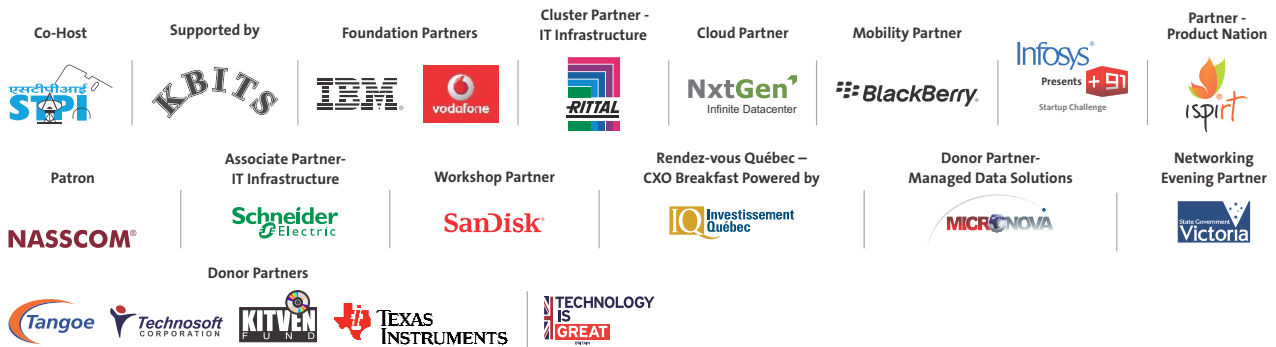 Co-Host
एसटीपीआई
STPI
Supported by
KBITS
Foundation Partners
IBM®
vodafone
Cluster Partner -
IT Infrastructure
RITTAL
Cloud Partner
NxtGen
Infinite Datacenter
Mobility Partner
BlackBerry®
Infosys®
Presents +91
Startup Challenge
Partner -
Product Nation
ispirt
Patron
NASSCOM®
Associate Partner-
IT Infrastructure
Schneider
Electric
Workshop Partner
SanDisk®
Rendez-vous Québec –
CXO Breakfast Powered by
IQ Investissement
Québec
Donor Partner-
Managed Data Solutions
MICRONOVA
Networking
Evening Partner
State Government
Victoria
Donor Partners
Tangoe
Technosoft
CORPORATION
KITVEN
FUND
TEXAS
INSTRUMENTS
TECHNOLOGY
IS
GREAT